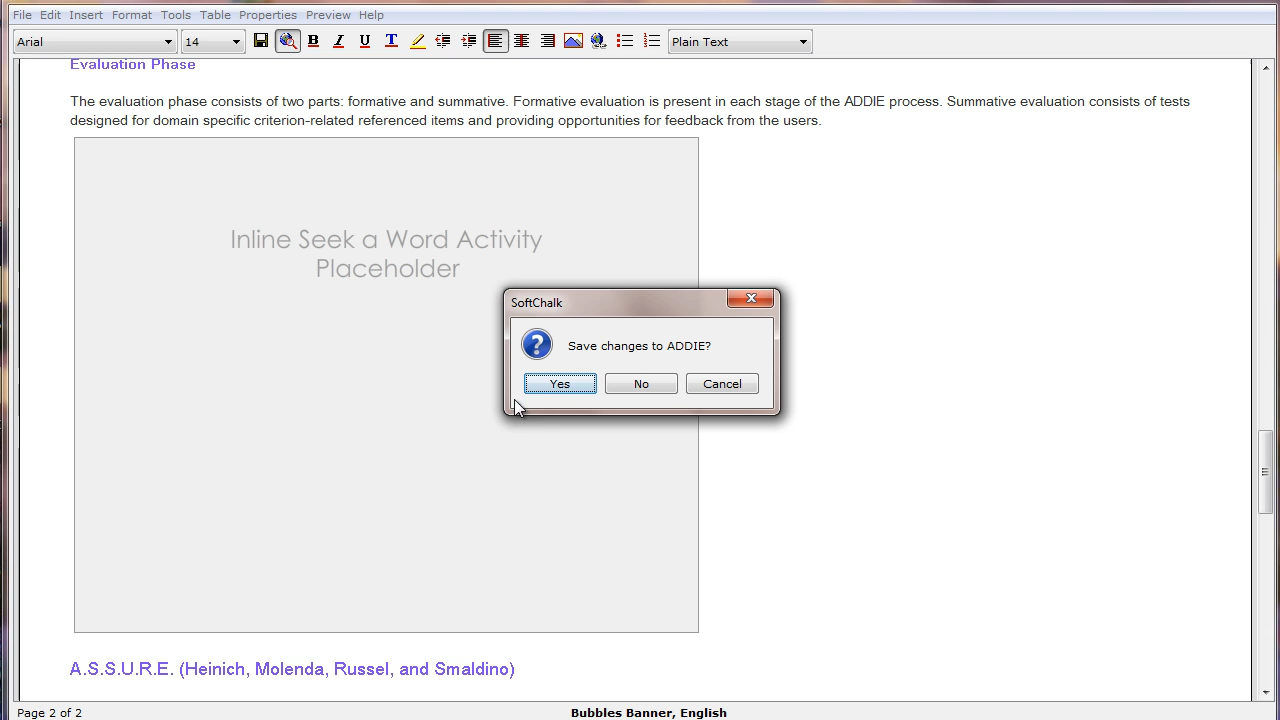 File Edit Insert Format Tools Table Properties Preview Help
Arial 14 B I U T Plain Text
Evaluation Phase
The evaluation phase consists of two parts: formative and summative. Formative evaluation is present in each stage of the ADDIE process. Summative evaluation consists of tests
designed for domain specific criterion-related referenced items and providing opportunities for feedback from the users.
Inline Seek a Word Activity
Placeholder
SoftChalk
Save changes to ADDIE?
Yes No Cancel
A.S.S.U.R.E. (Heinich, Molenda, Russel, and Smaldino)
Page 2 of 2 Bubbles Banner, English